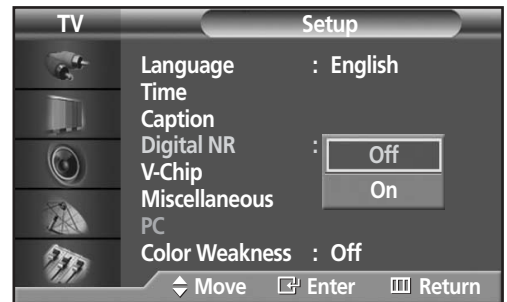 TV Setup
Language : English
Time
Caption
Digital NR : Off
On
V-Chip
Miscellaneous
PC
Color Weakness : Off
Move Enter Return